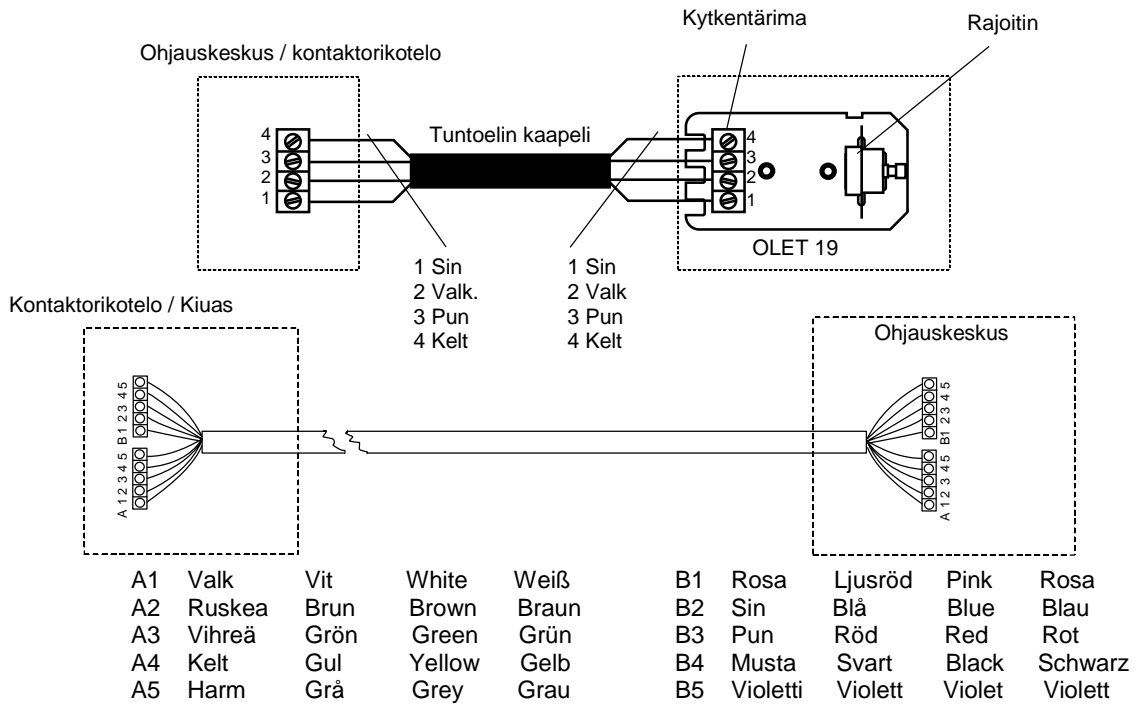 Kytkentärima
Rajoitin
Ohjauskeskus / kontaktorikotelo
4
3
2
1
Tuntoelin kaapeli
4
3
2
1
OLET 19
1 Sin
2 Valk.
3 Pun
4 Kelt
1 Sin
2 Valk
3 Pun
4 Kelt
Kontaktorikotelo / Kiuas
Ohjauskeskus
A 1 2 3 4 5
B1 2 3 4 5
A 1 2 3 4 5
B1 2 3 4 5
A1 Valk Vit White Weiß
A2 Ruskea Brun Brown Braun
A3 Vihreä Grön Green Grün
A4 Kelt Gul Yellow Gelb
A5 Harm Grå Grey Grau
B1 Rosa Ljusröd Pink Rosa
B2 Sin Blå Blue Blau
B3 Pun Röd Red Rot
B4 Musta Svart Black Schwarz
B5 Violetti Violett Violet Violett